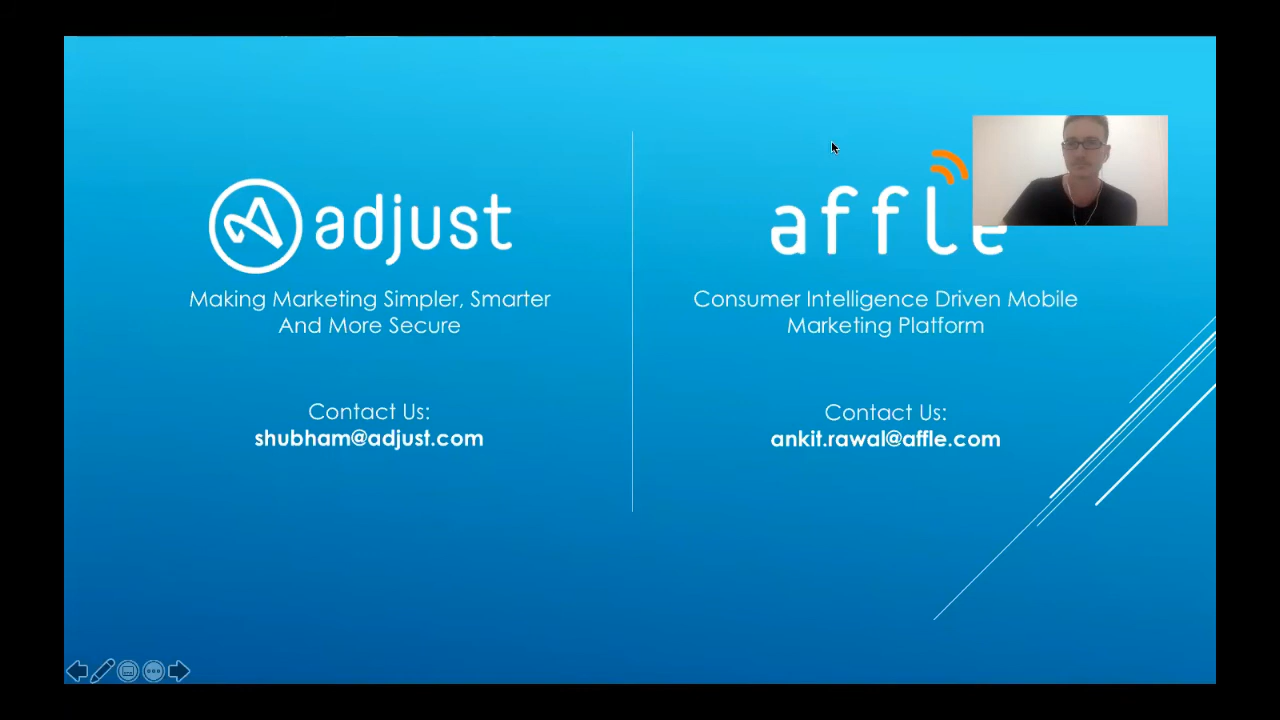 adjust
Making Marketing Simpler, Smarter
And More Secure
Contact Us:
shubham@adjust.com
affle
Consumer Intelligence Driven Mobile
Marketing Platform
Contact Us:
ankit.rawal@affle.com